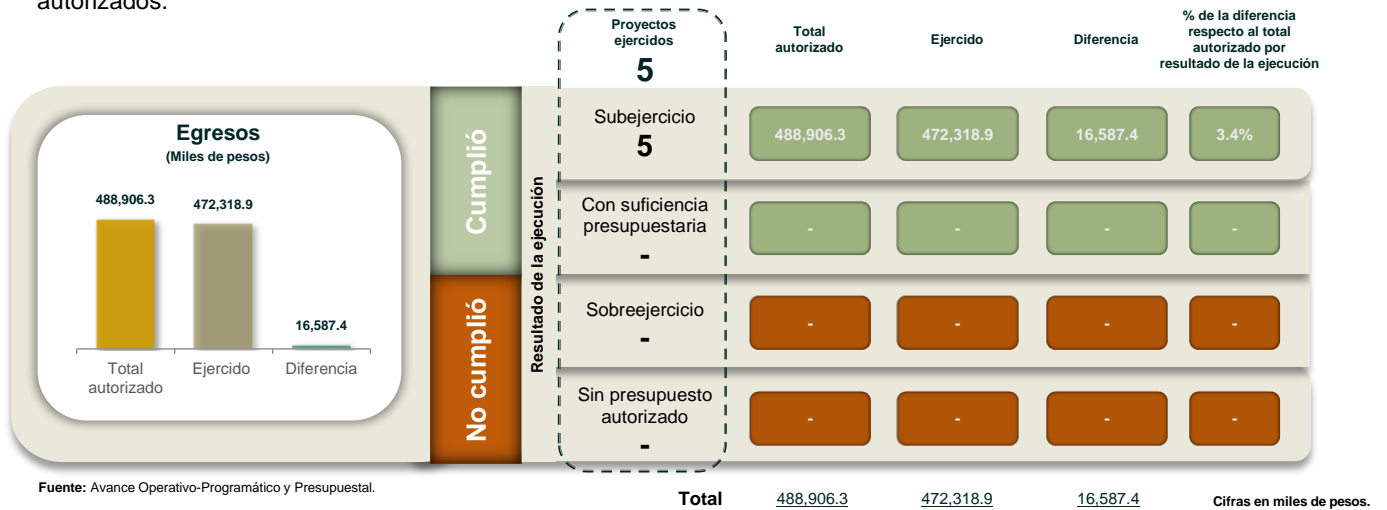 autorizados.
Proyectos
ejercidos
5
Total
autorizado
Ejercido
Diferencia
% de la diferencia
respecto al total
autorizado por
resultado de la ejecución
Egresos
(Miles de pesos)
488,906.3
472,318.9
16,587.4
Total
autorizado
Ejercido
Diferencia
Cumplió
No cumplió
Resultado de la ejecución
Subejercicio
5
488,906.3
472,318.9
16,587.4
3.4%
Con suficiencia
presupuestaria
-
-
-
-
-
Sobreejercicio
-
-
-
-
-
Sin presupuesto
autorizado
-
-
-
-
-
Fuente: Avance Operativo-Programático y Presupuestal.
Total 488,906.3 472,318.9 16,587.4 Cifras en miles de pesos.